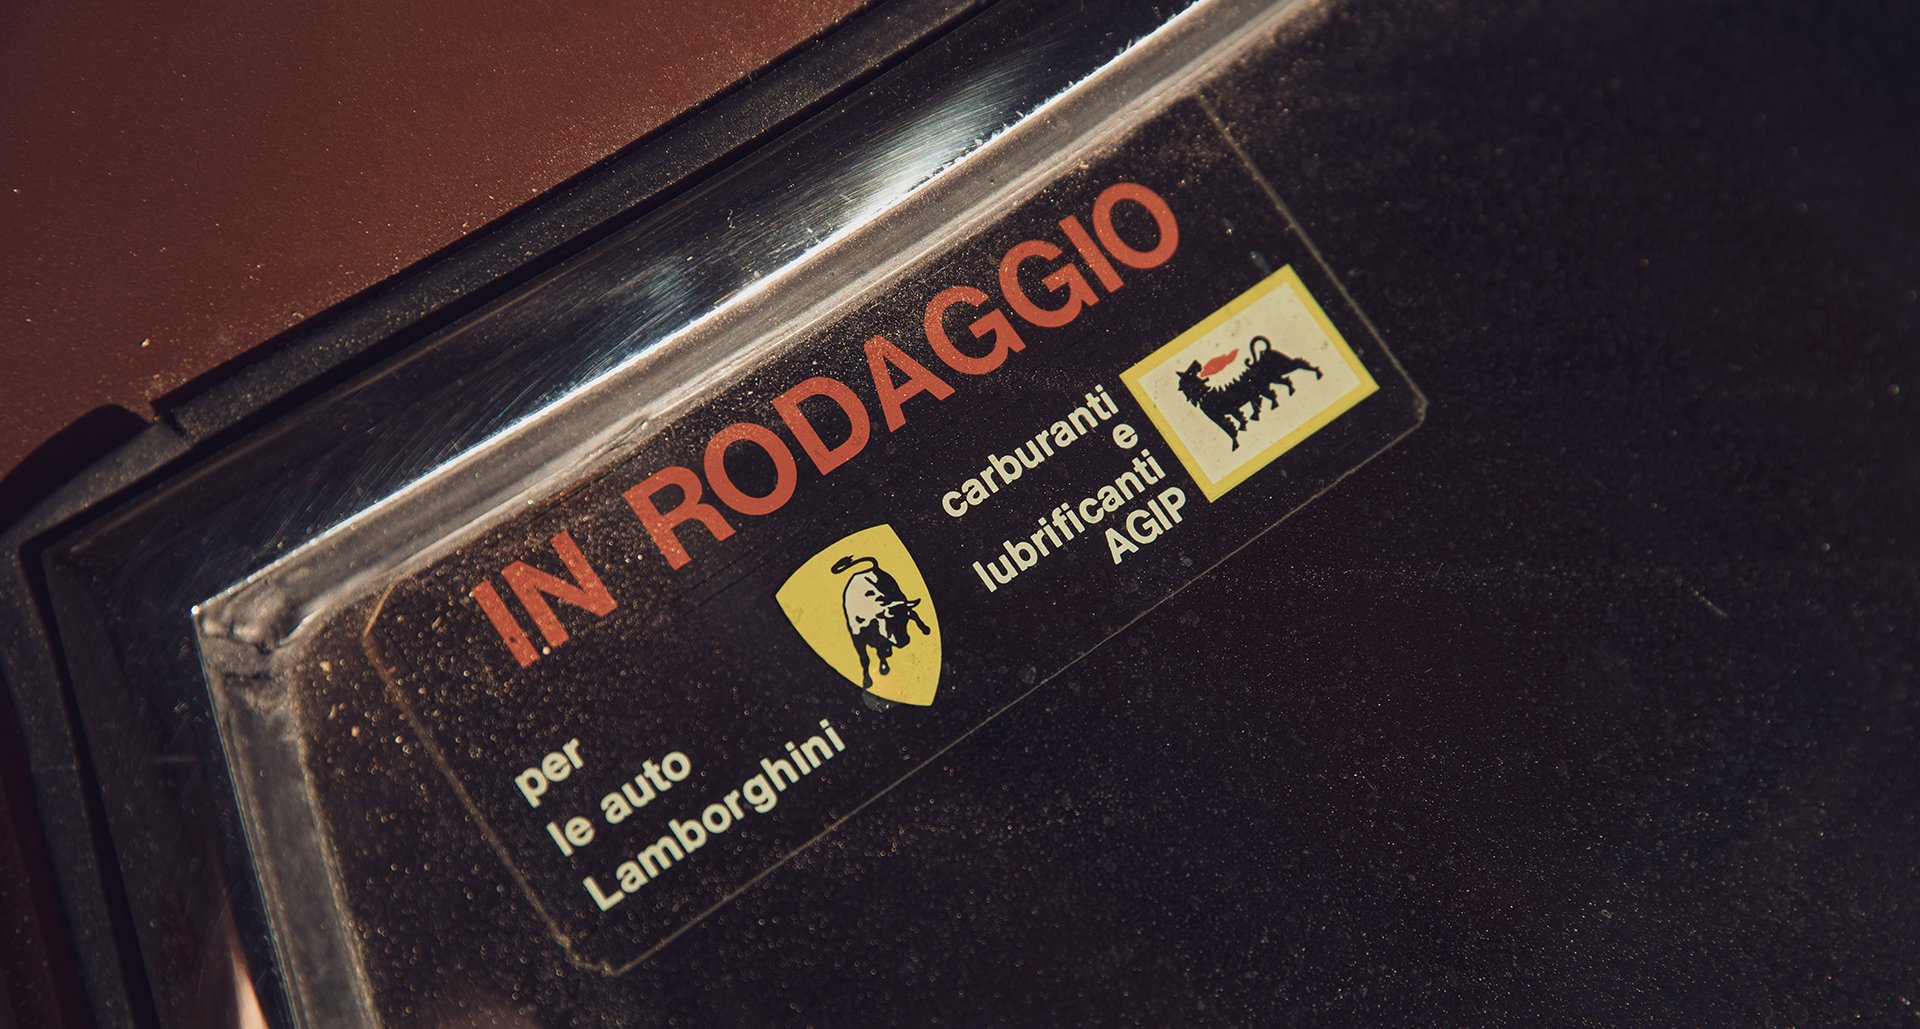 IN RODAGGIO
per
le auto
Lamborghini
carburanti
e
lubrificanti
AGIP